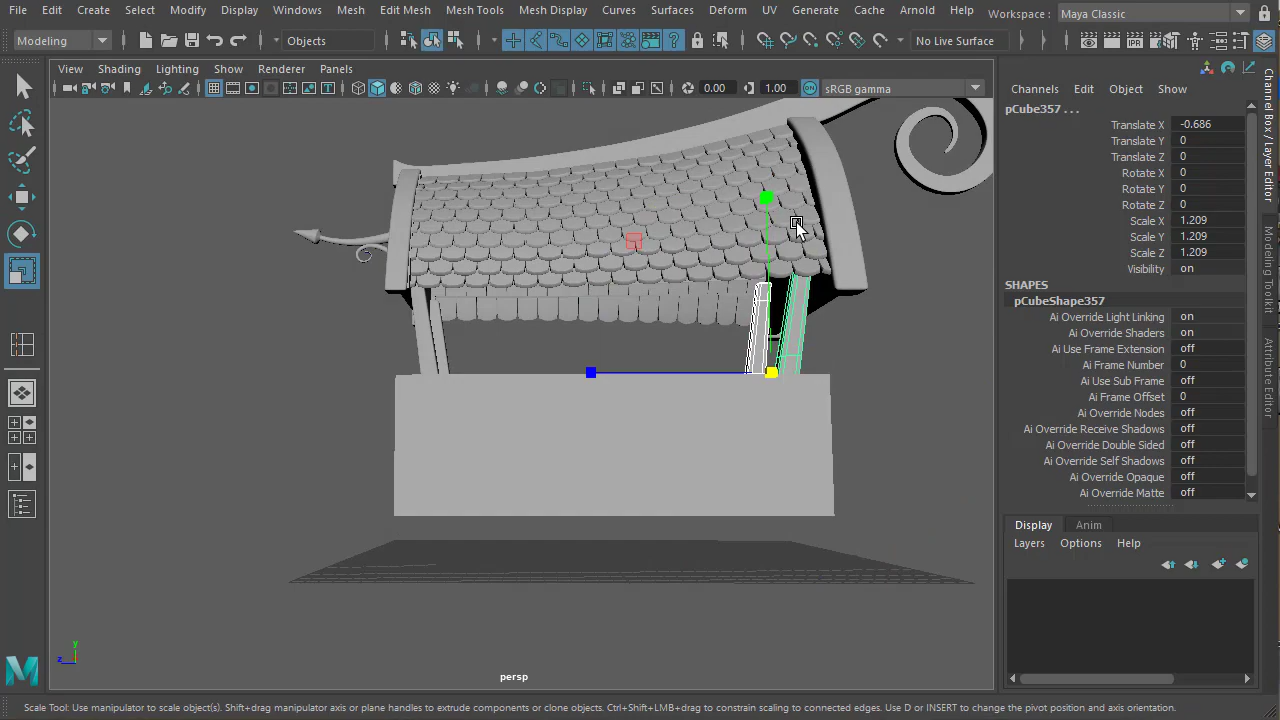 File Edit Create Select Modify Display Windows Mesh Edit Mesh Mesh Tools Mesh Display Curves Surfaces Deform UV Generate Cache Arnold Help Workspace : Maya Classic
Modeling Objects No Live Surface
View Shading Lighting Show Renderer Panels
0.00 1.00 ON sRGB gamma
Channels Edit Object Show
pCube357 . . .
Translate X -0.686
Translate Y 0
Translate Z 0
Rotate X 0
Rotate Y 0
Rotate Z 0
Scale X 1.209
Scale Y 1.209
Scale Z 1.209
Visibility on
SHAPES
pCubeShape357
Ai Override Light Linking on
Ai Override Shaders on
Ai Use Frame Extension off
Ai Frame Number 0
Ai Use Sub Frame off
Ai Frame Offset 0
Ai Override Nodes off
Ai Override Receive Shadows off
Ai Override Double Sided off
Ai Override Self Shadows off
Ai Override Opaque off
Ai Override Matte off
Channel Box / Layer Editor
Modeling Toolkit
Attribute Editor
Display Anim
Layers Options Help
y
z
persp
Scale Tool: Use manipulator to scale object(s). Shift+drag manipulator axis or plane handles to extrude components or clone objects. Ctrl+Shift+LMB+drag to constrain scaling to connected edges. Use D or INSERT to change the pivot position and axis orientation.